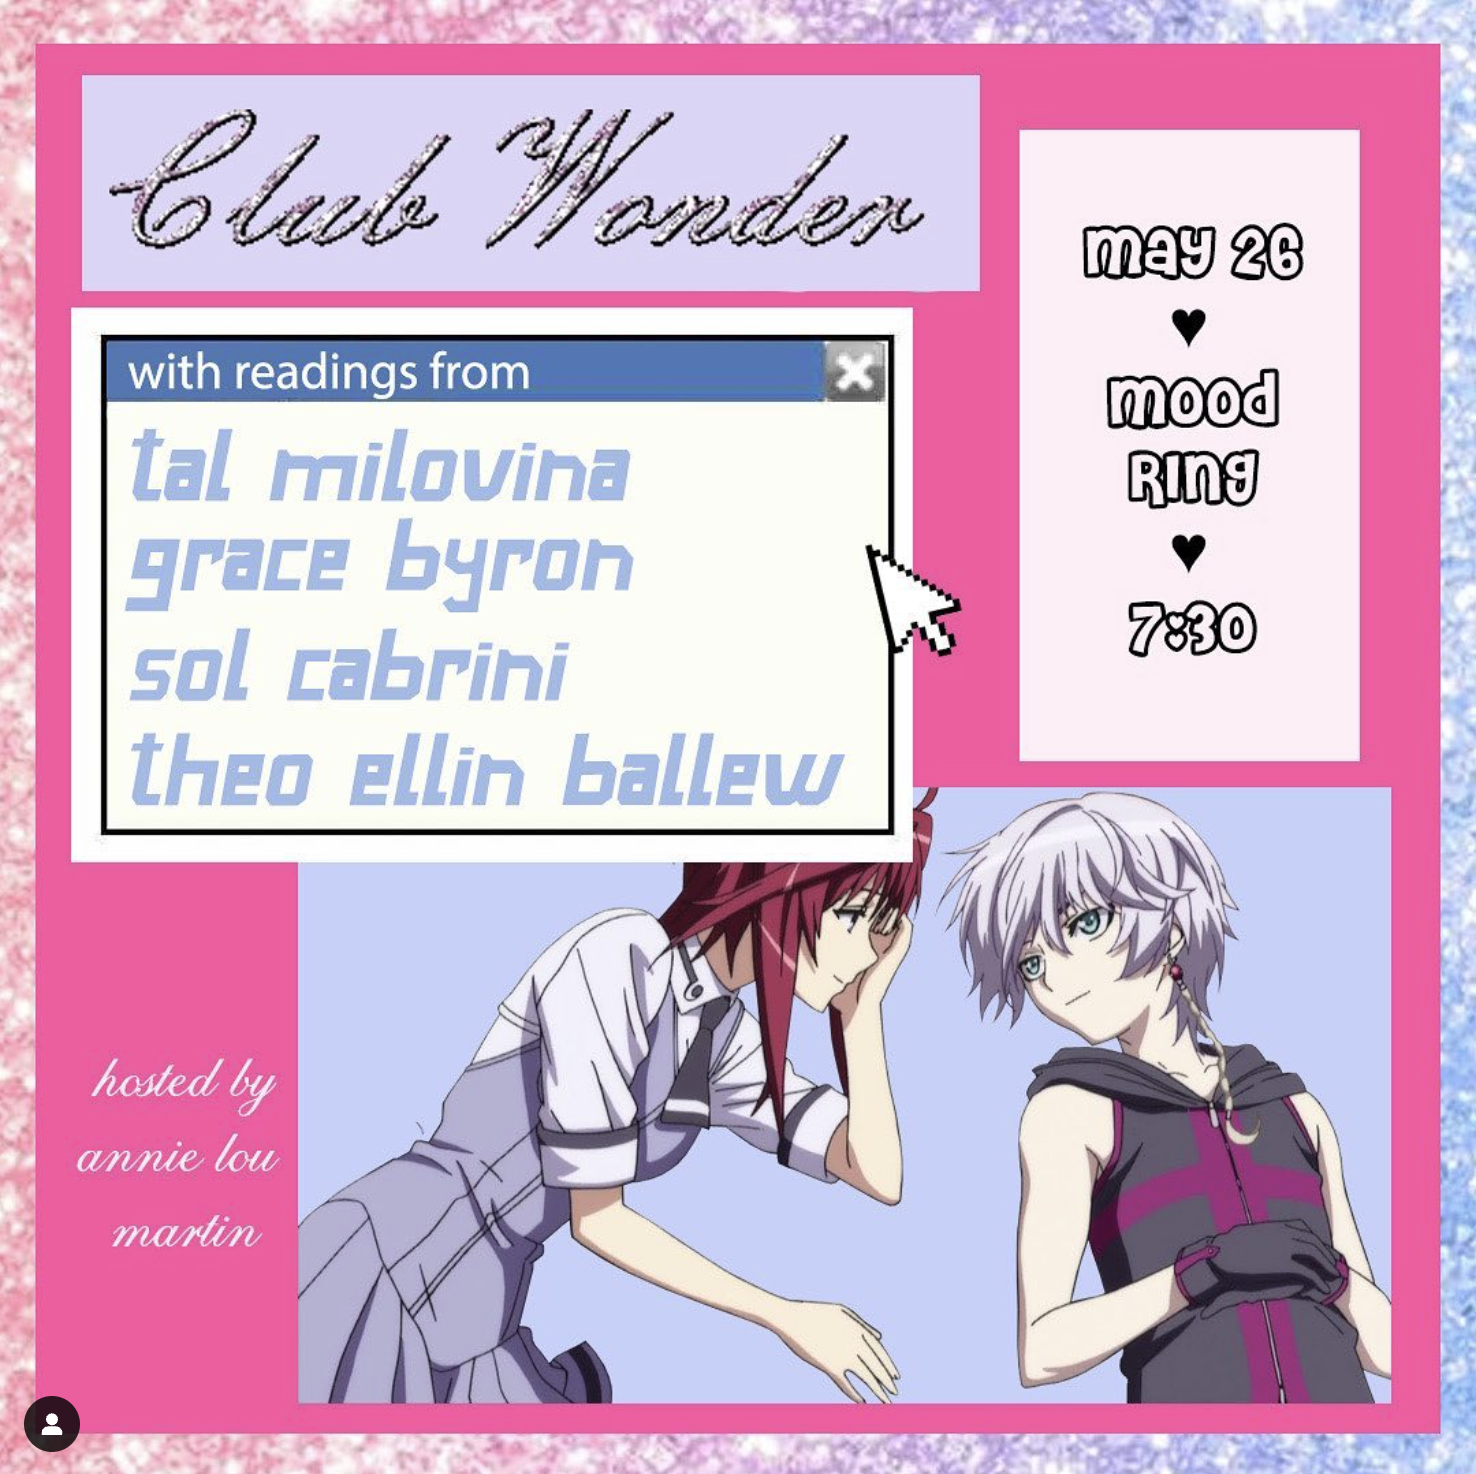 Club Wonder
may 26
♥
mood
Ring
♥
7:30
with readings from
tal milovina
grace byron
sol cabrini
theo ellin ballew
hosted by
annie lou
martin